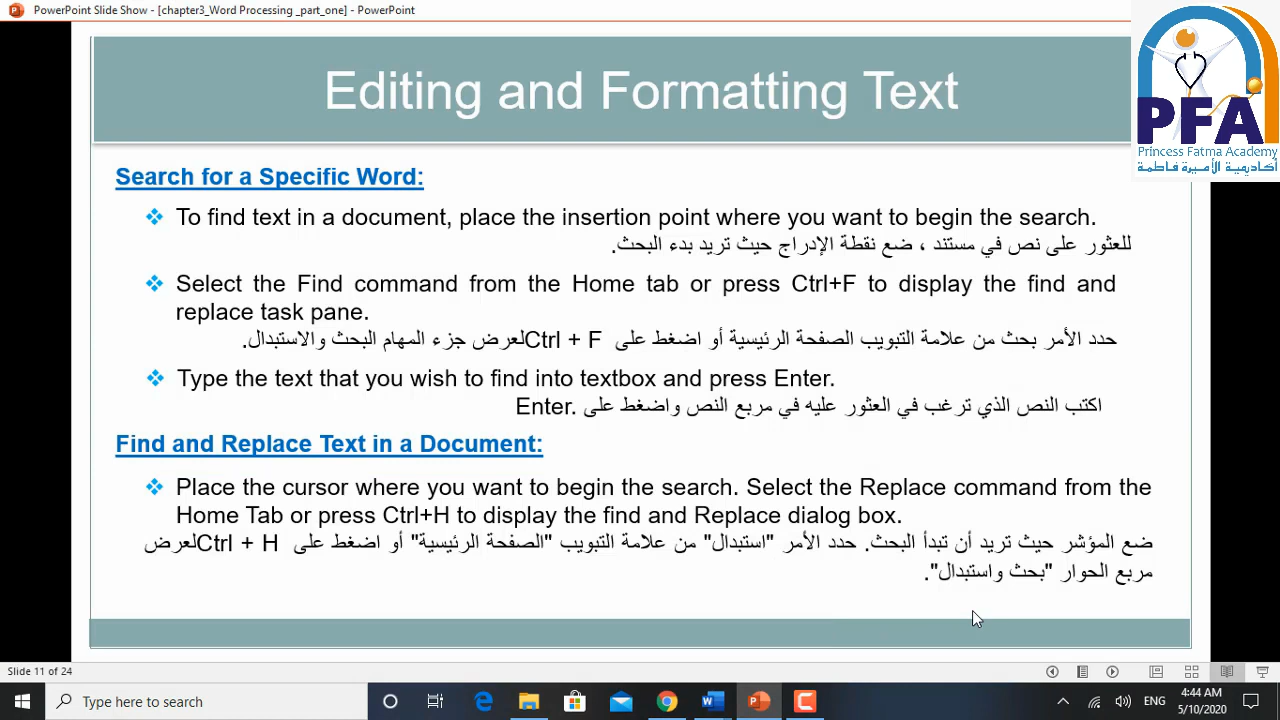 PowerPoint Slide Show - [chapter3_Word Processing _part_one] - PowerPoint
PFA
Princess Fatma Academy
أكاديمية الأميرة فاطمة
Editing and Formatting Text
Search for a Specific Word:
To find text in a document, place the insertion point where you want to begin the search.
للعثور على نص في مستند ، ضع نقطة الإدراج حيث تريد بدء البحث.
Select the Find command from the Home tab or press Ctrl+F to display the find and
replace task pane.
حدد الأمر بحث من علامة التبويب الصفحة الرئيسية أو اضغط على Ctrl + F لعرض جزء المهام البحث والاستبدال.
Type the text that you wish to find into textbox and press Enter.
اكتب النص الذي ترغب في العثور عليه في مربع النص واضغط على Enter.
Find and Replace Text in a Document:
Place the cursor where you want to begin the search. Select the Replace command from the
Home Tab or press Ctrl+H to display the find and Replace dialog box.
ضع المؤشر حيث تريد أن تبدأ البحث. حدد الأمر "استبدال" من علامة التبويب "الصفحة الرئيسية" أو اضغط على Ctrl + H لعرض
مربع الحوار "بحث واستبدال".
Slide 11 of 24
Type here to search
ENG
4:44 AM
5/10/2020